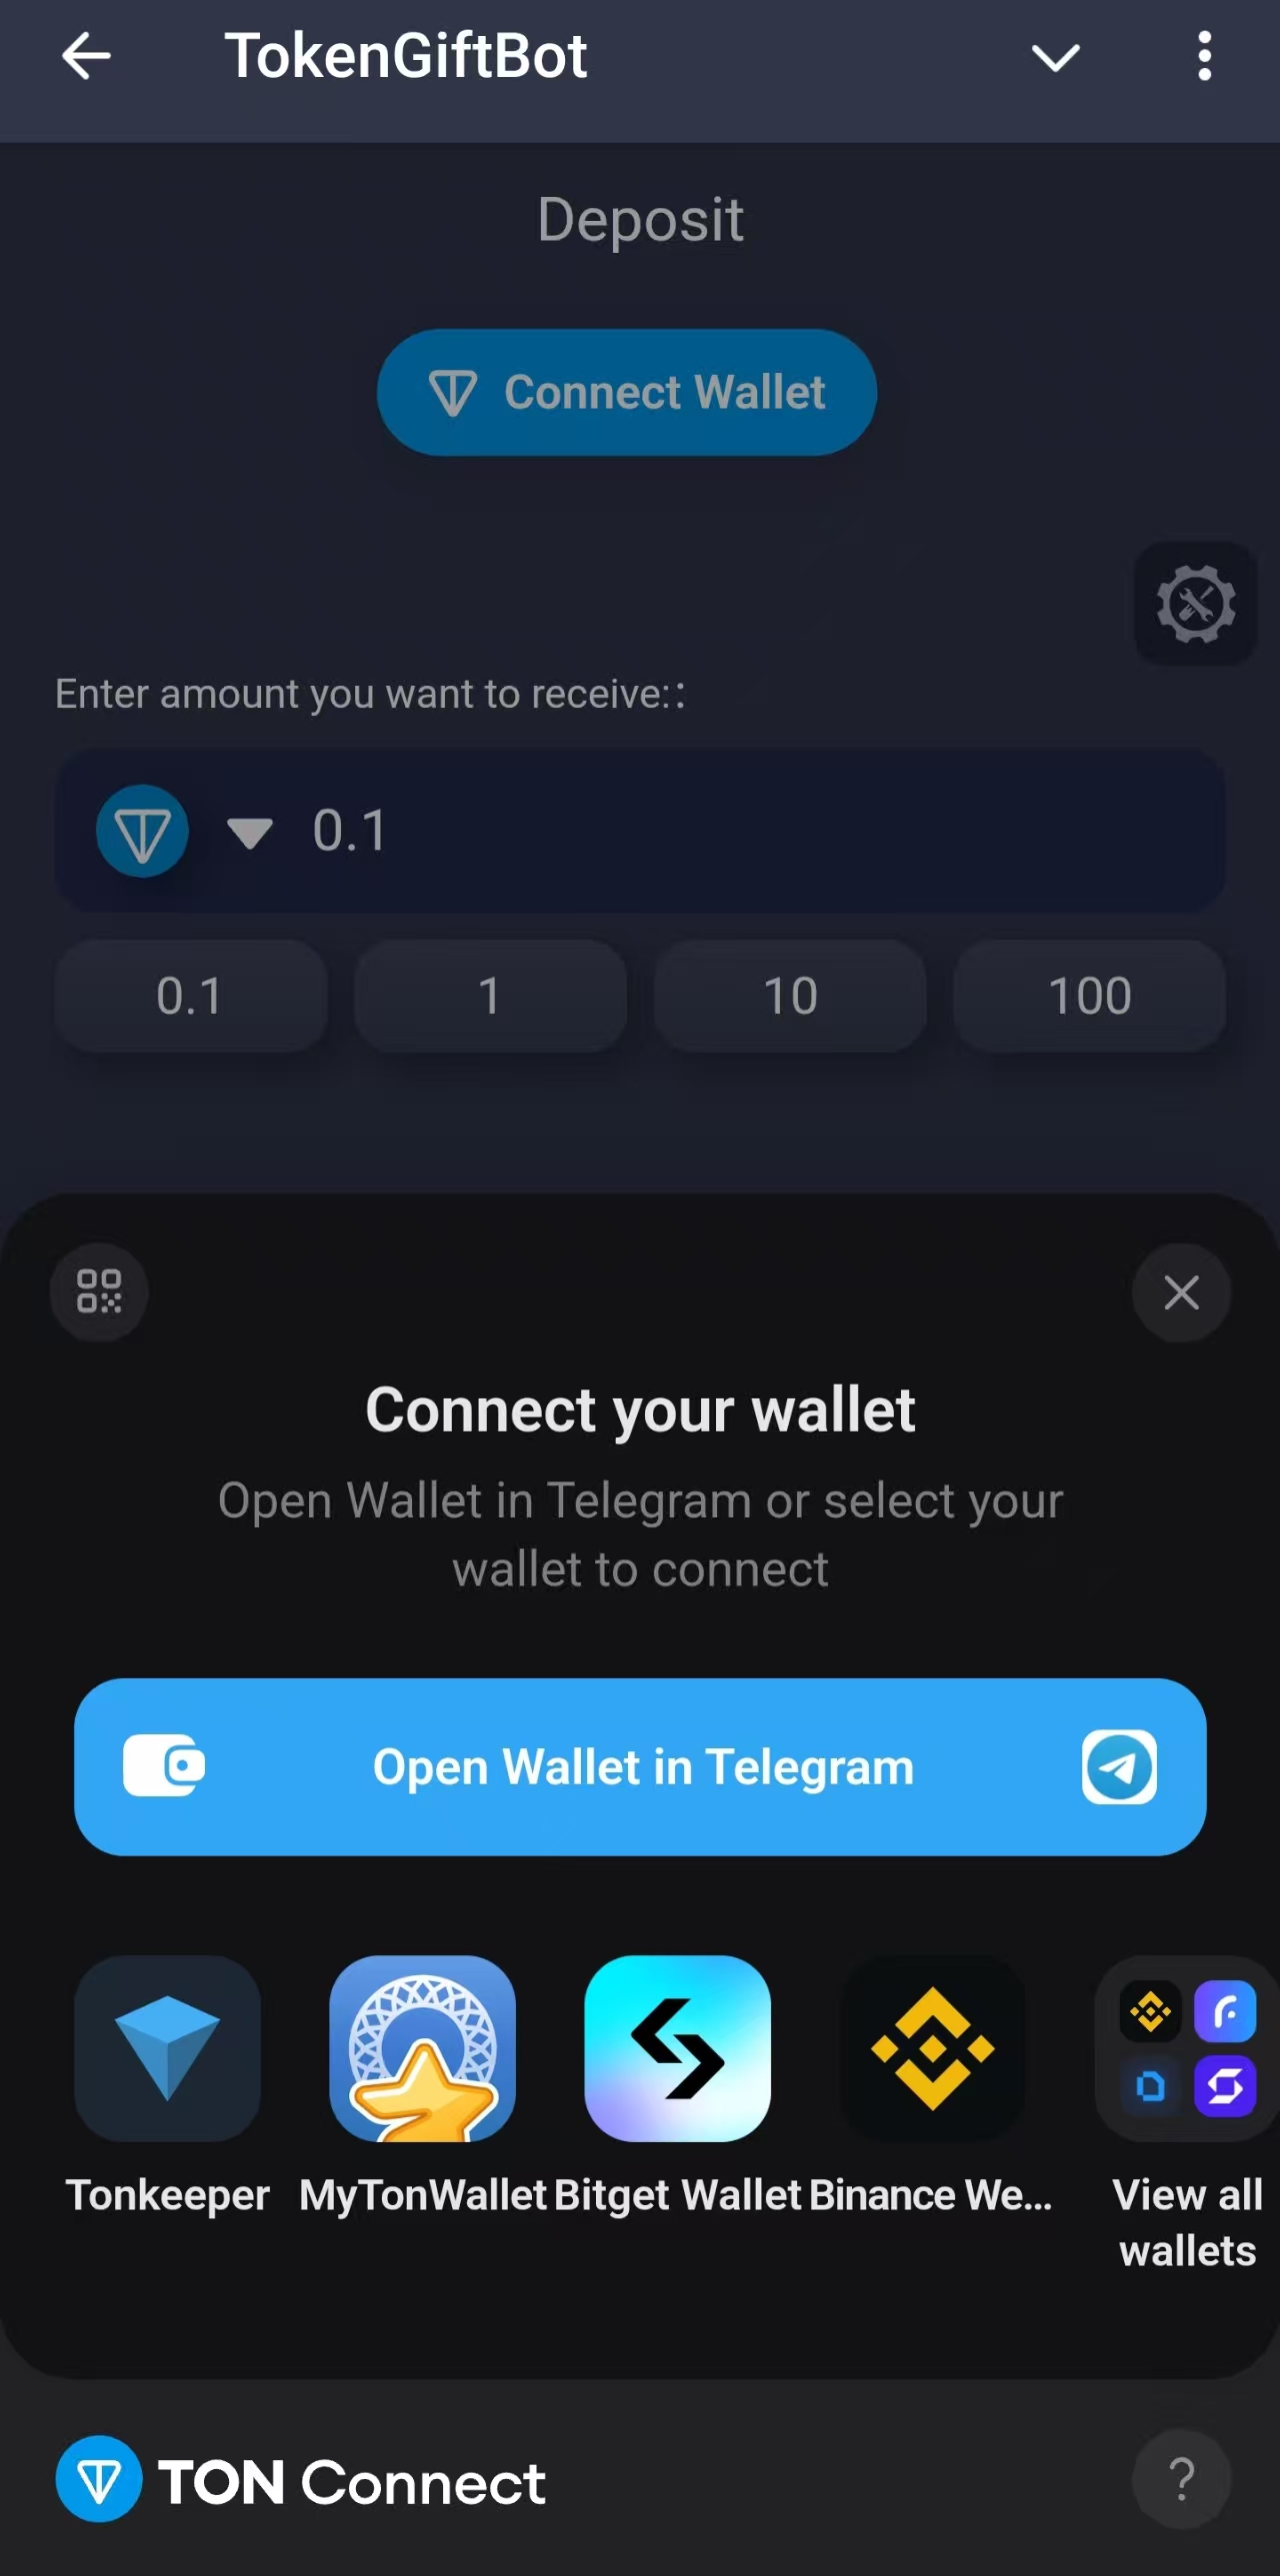 TokenGiftBot
Deposit
Connect Wallet
Enter amount you want to receive::
0.1
0.1 1 10 100
Connect your wallet
Open Wallet in Telegram or select your
wallet to connect
Open Wallet in Telegram
Tonkeeper MyTonWallet Bitget Wallet Binance We... View all
wallets
TON Connect
?